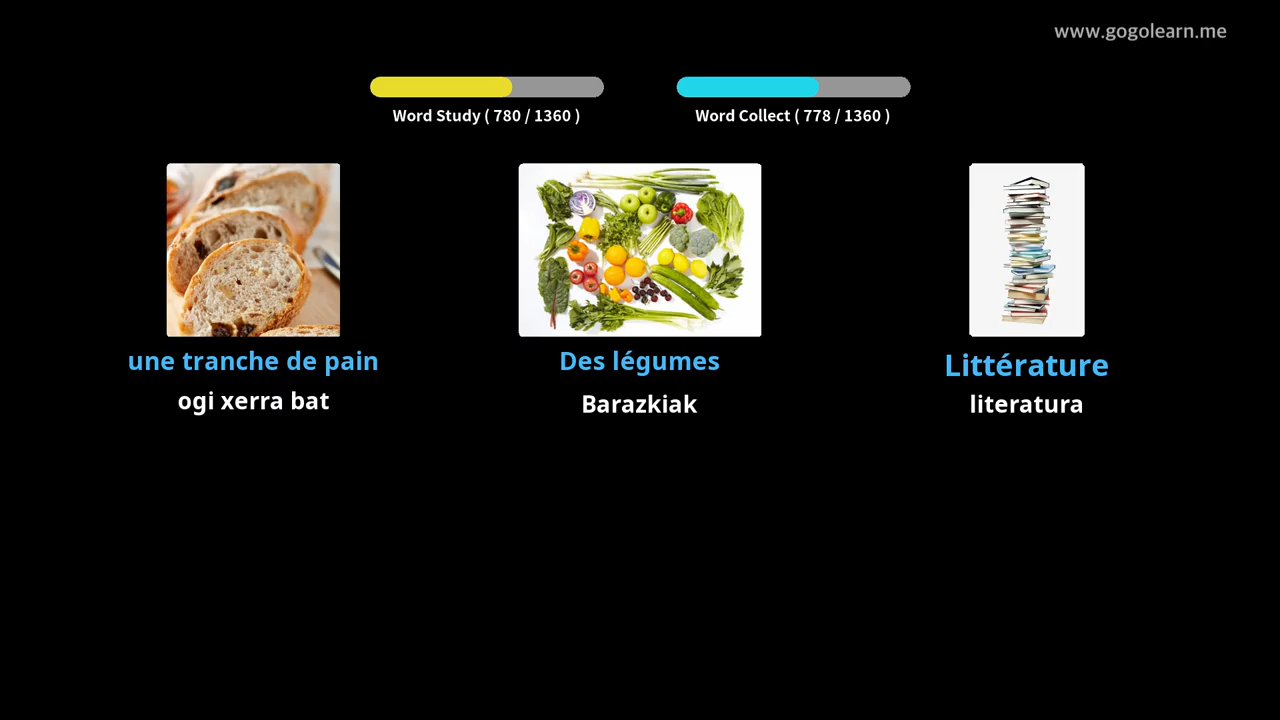 www.gogolearn.me
Word Study ( 780 / 1360 )
Word Collect ( 778 / 1360 )
une tranche de pain
ogi xerra bat
Des légumes
Barazkiak
Littérature
literatura